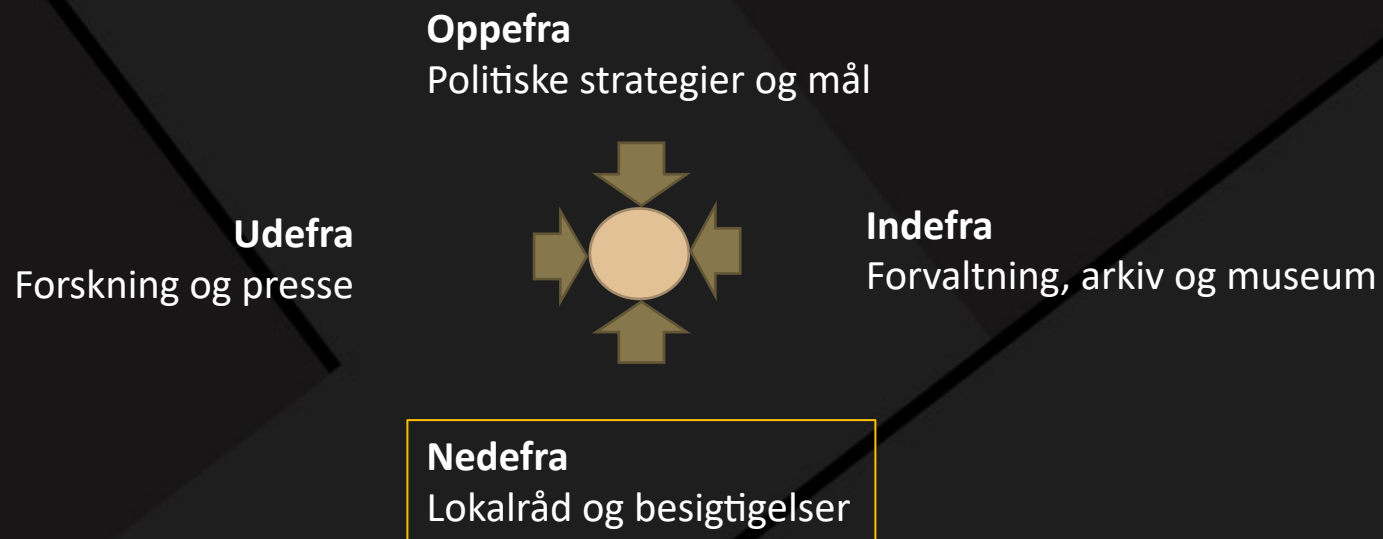 Oppefra
Politiske strategier og mål
Udefra
Forskning og presse
Indefra
Forvaltning, arkiv og museum
Nedefra
Lokalråd og besigtigelser